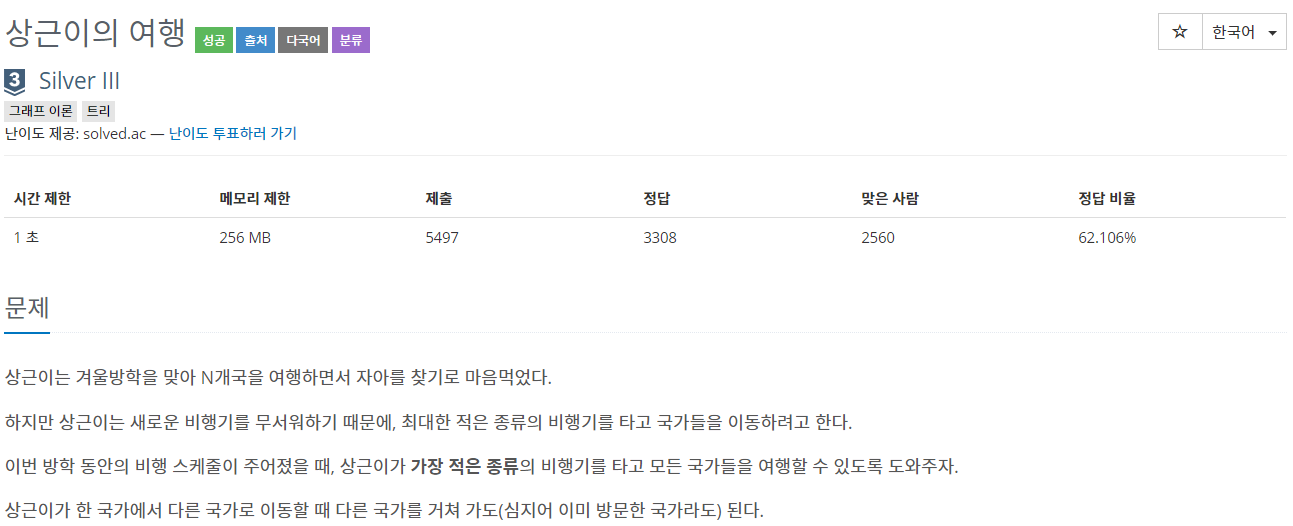 상근이의 여행 성공 출처 다국어 분류 ☆ 한국어
3 Silver III
그래프 이론 트리
난이도 제공: solved.ac — 난이도 투표하러 가기
시간 제한 메모리 제한 제출 정답 맞은 사람 정답 비율
1 초 256 MB 5497 3308 2560 62.106%
문제
상근이는 겨울방학을 맞아 N개국을 여행하면서 자아를 찾기로 마음먹었다.
하지만 상근이는 새로운 비행기를 무서워하기 때문에, 최대한 적은 종류의 비행기를 타고 국가들을 이동하려고 한다.
이번 방학 동안의 비행 스케줄이 주어졌을 때, 상근이가 가장 적은 종류의 비행기를 타고 모든 국가들을 여행할 수 있도록 도와주자.
상근이가 한 국가에서 다른 국가로 이동할 때 다른 국가를 거쳐 가도(심지어 이미 방문한 국가라도) 된다.